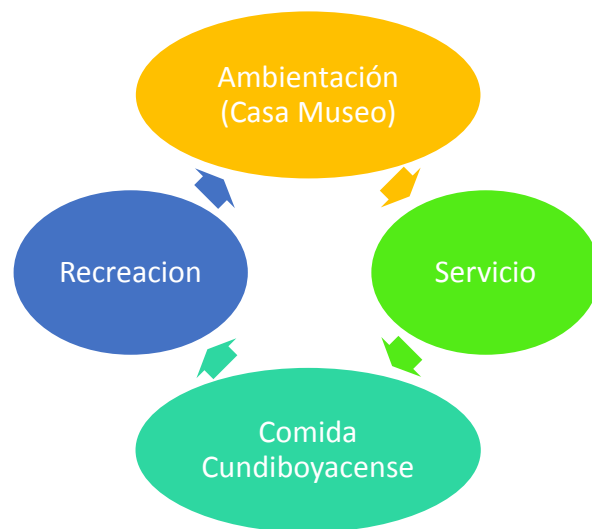 Ambientación
(Casa Museo)
Recreacion
Servicio
Comida
Cundiboyacense